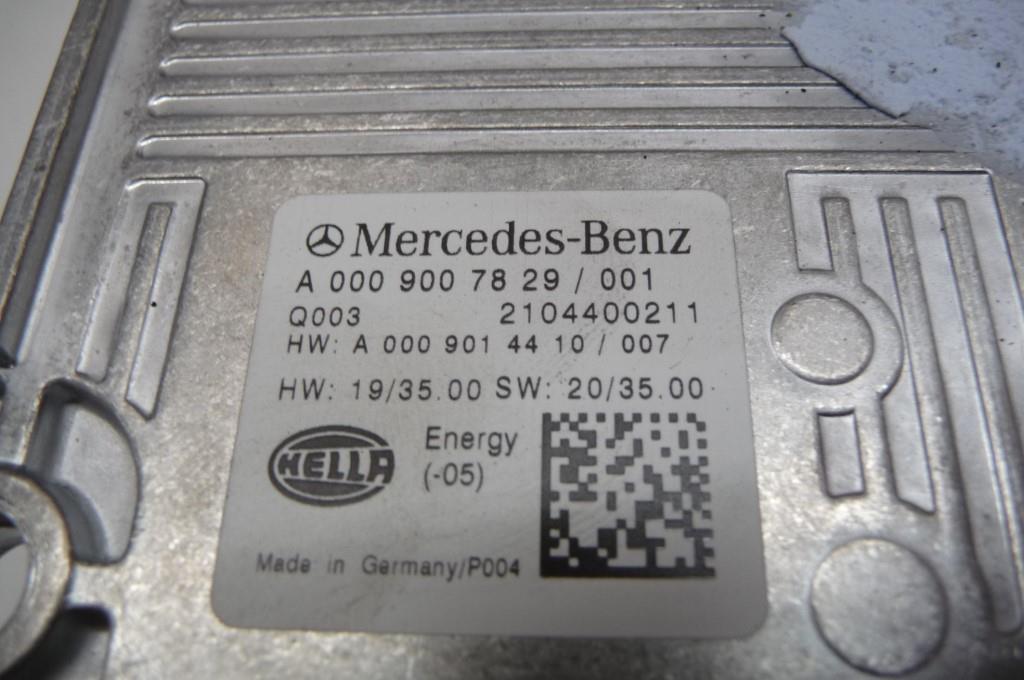 Mercedes-Benz
A 000 900 78 29 / 001
Q003 2104400211
HW: A 000 901 44 10 / 007
HW: 19/35.00 SW: 20/35.00
HELLA Energy
(-05)
Made in Germany/P004